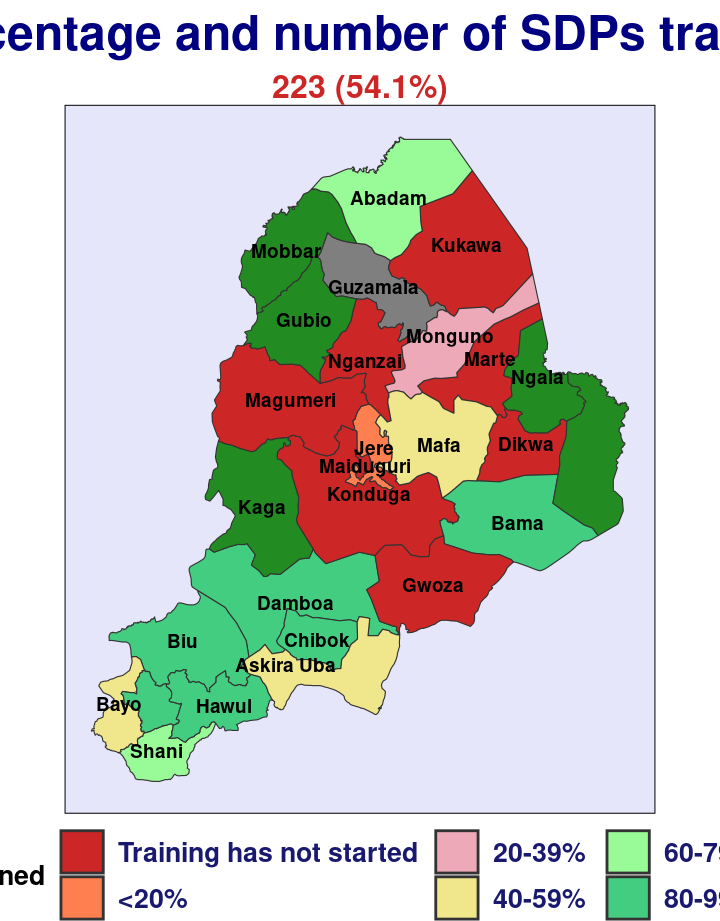 centage and number of SDPs tra
223 (54.1%)
Abadam
Kukawa
Mobbar
Guzamala
Gubio
Monguno
Nganzai
Marte
Ngala
Magumeri
Jere
Mafa
Dikwa
Maiduguri
Konduga
Kaga
Bama
Gwoza
Damboa
Biu
Chibok
Askira Uba
Bayo
Hawul
Shani
ned
Training has not started
20-39%
60-79
<20%
40-59%
80-99